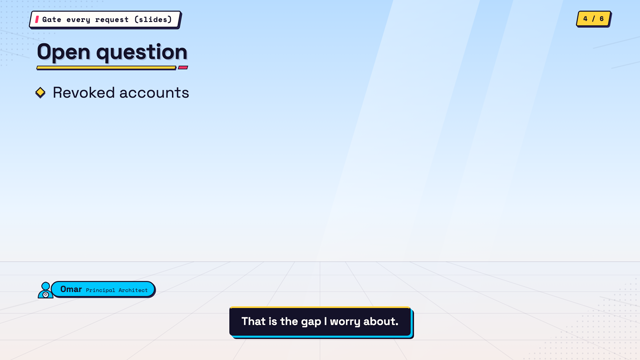 Gate every request (slides)
4 / 6
Open question
Revoked accounts
Omar Principal Architect
That is the gap I worry about.